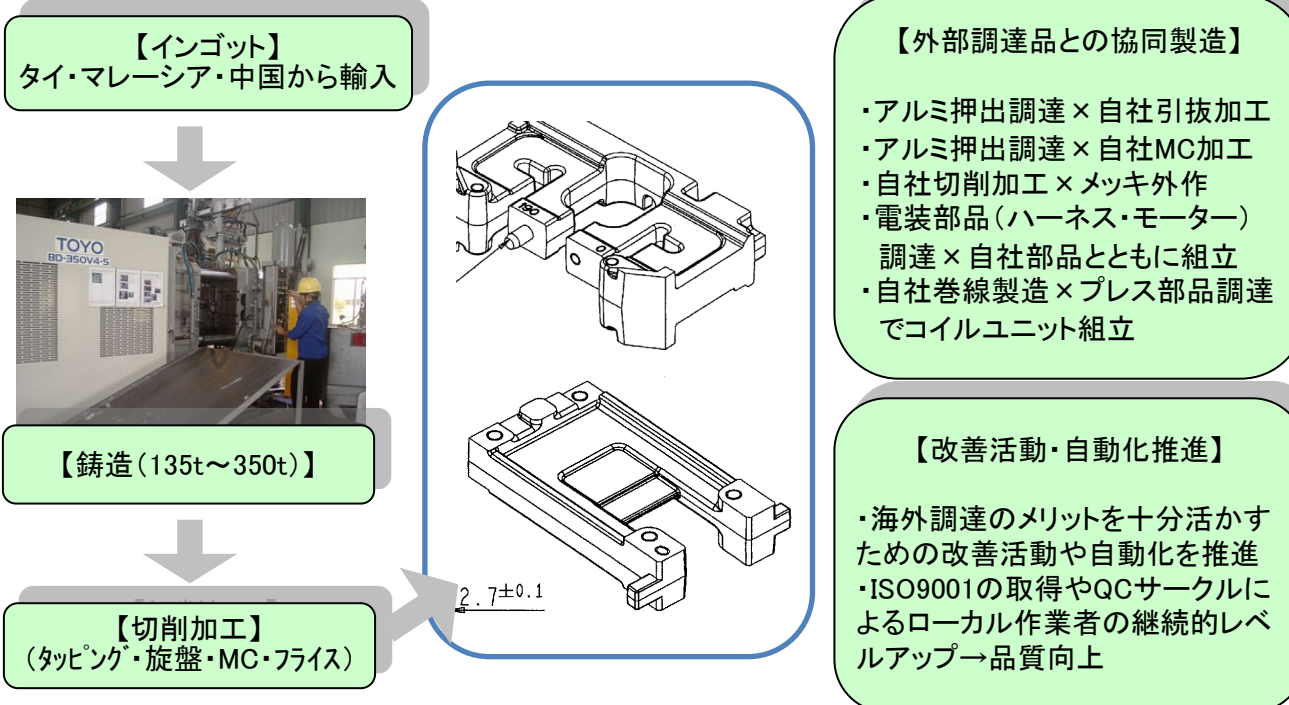 【インゴット】
タイ・マレーシア・中国から輸入
TOYO
BD-350V4-S
【鋳造（135t～350t）】
【切削加工】
（タッピング・旋盤・MC・フライス）
190
2.7±0.1
【外部調達品との協同製造】
・アルミ押出調達×自社引抜加工
・アルミ押出調達×自社MC加工
・自社切削加工×メッキ外作
・電装部品（ハーネス・モーター）
調達×自社部品とともに組立
・自社巻線製造×プレス部品調達
でコイルユニット組立
【改善活動・自動化推進】
・海外調達のメリットを十分活かす
ための改善活動や自動化を推進
・ISO9001の取得やQCサークルに
よるローカル作業者の継続的レベ
ルアップ→品質向上